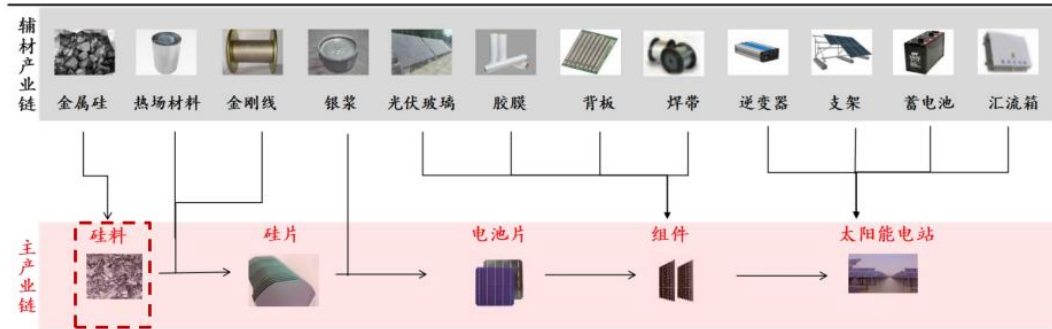 辅材产业链
金属硅 热场材料 金刚线 银浆 光伏玻璃 胶膜 背板 焊带 逆变器 支架 蓄电池 汇流箱
主产业链
硅料 硅片 电池片 组件 太阳能电站